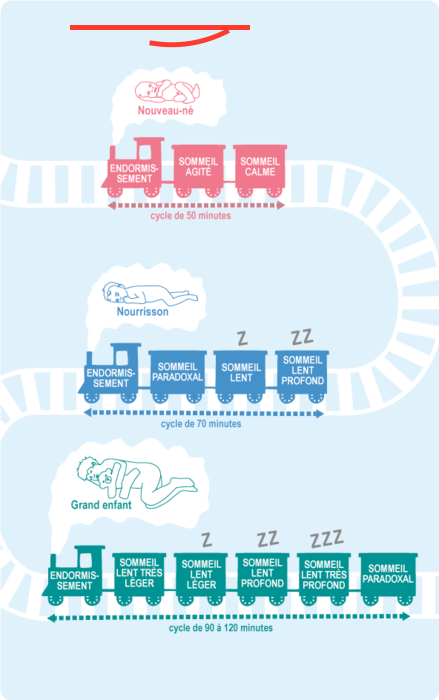 Nouveau-né
ENDORMIS-
SEMENT
SOMMEIL
AGITÉ
SOMMEIL
CALME
cycle de 50 minutes
Nourrisson
Z
ZZ
ENDORMIS-
SEMENT
SOMMEIL
PARADOXAL
SOMMEIL
LENT
SOMMEIL
LENT
PROFOND
cycle de 70 minutes
Grand enfant
Z
ZZ
ZZZ
ENDORMIS-
SEMENT
SOMMEIL
LENT TRÈS
LÉGER
SOMMEIL
LENT
LÉGER
SOMMEIL
LENT
PROFOND
SOMMEIL
LENT TRÈS
PROFOND
SOMMEIL
PARADOXAL
cycle de 90 à 120 minutes